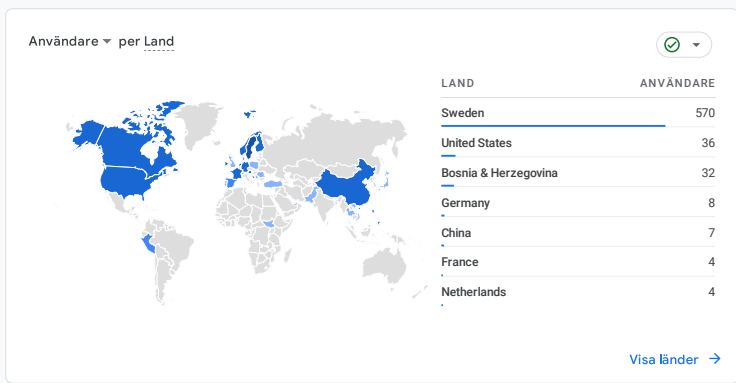 Användare per Land
LAND ANVÄNDARE
Sweden 570
United States 36
Bosnia & Herzegovina 32
Germany 8
China 7
France 4
Netherlands 4
Visa länder